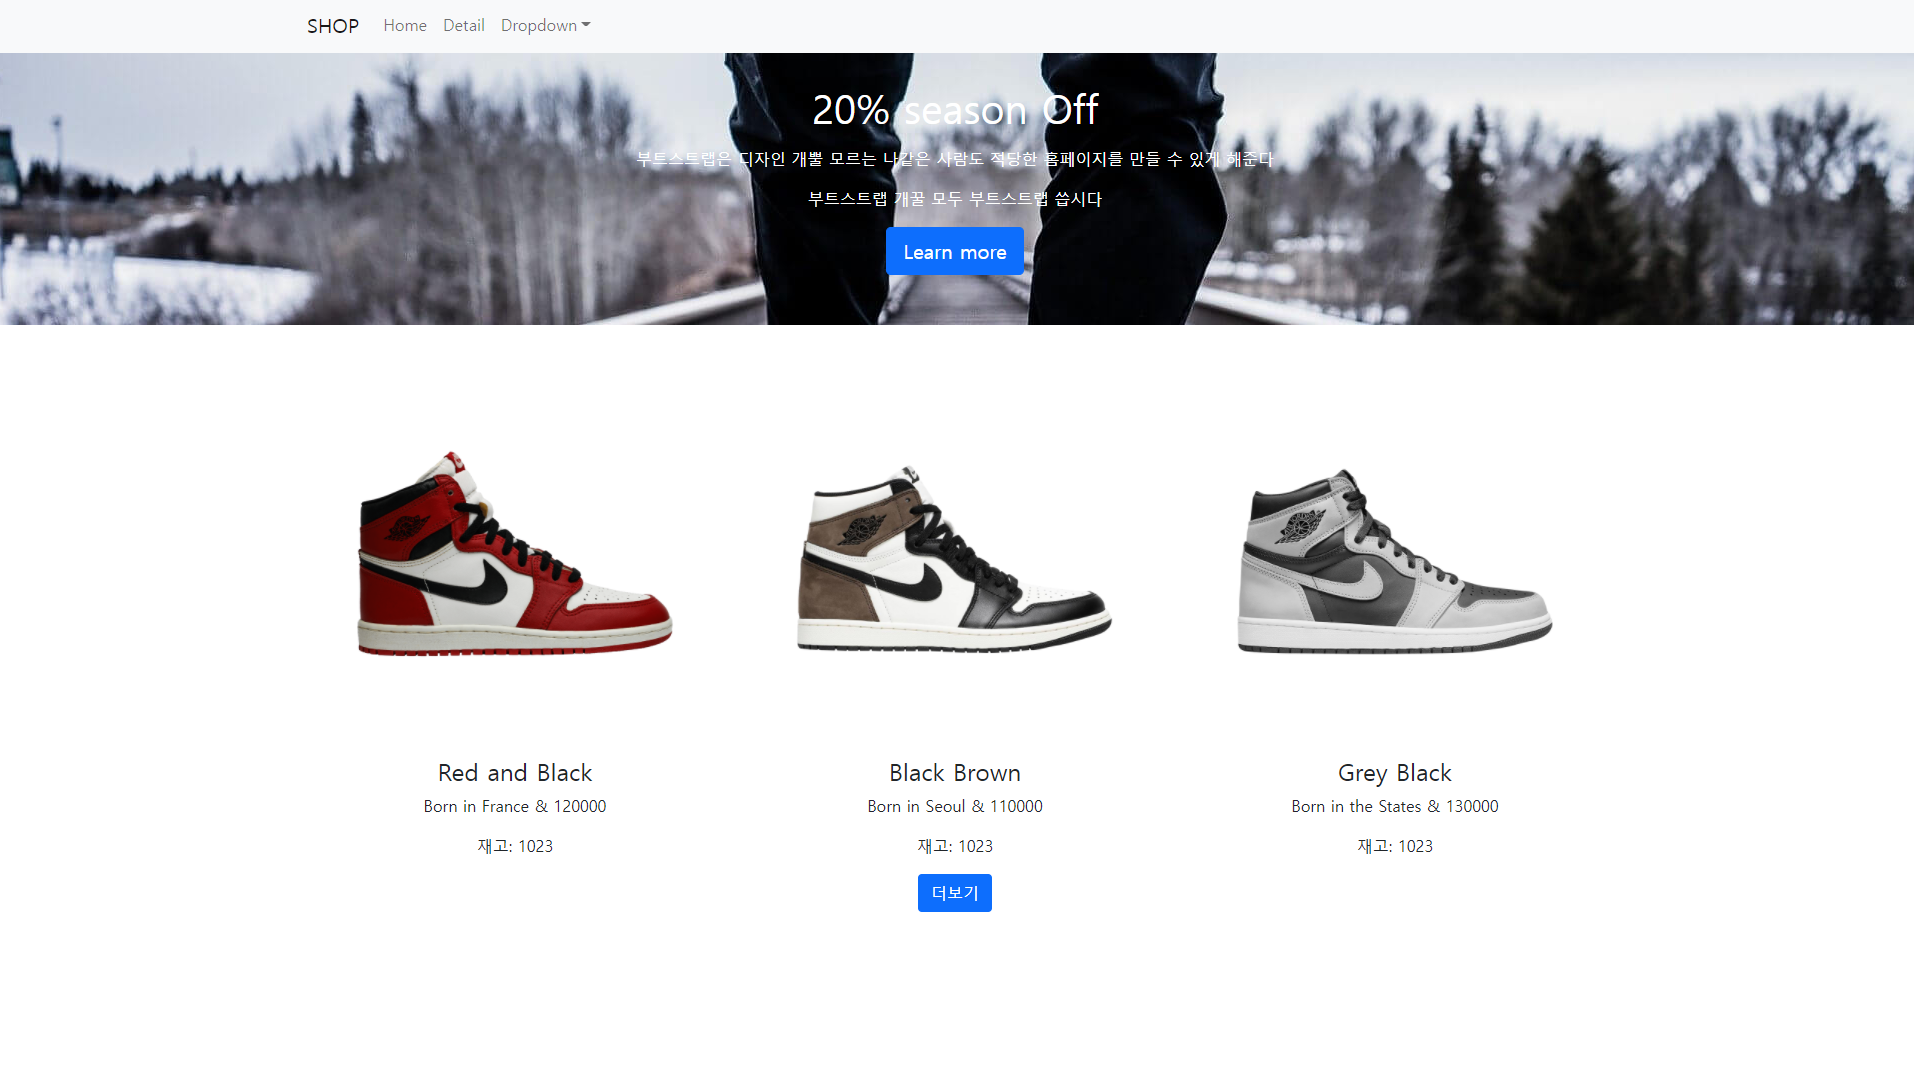 SHOP Home Detail Dropdown
20% season Off
부트스트랩은 디자인 개뿔 모르는 나같은 사람도 적당한 홈페이지를 만들 수 있게 해준다
부트스트랩 개꿀 모두 부트스트랩 씁시다
Learn more
Red and Black
Born in France & 120000
재고: 1023
Black Brown
Born in Seoul & 110000
재고: 1023
더보기
Grey Black
Born in the States & 130000
재고: 1023